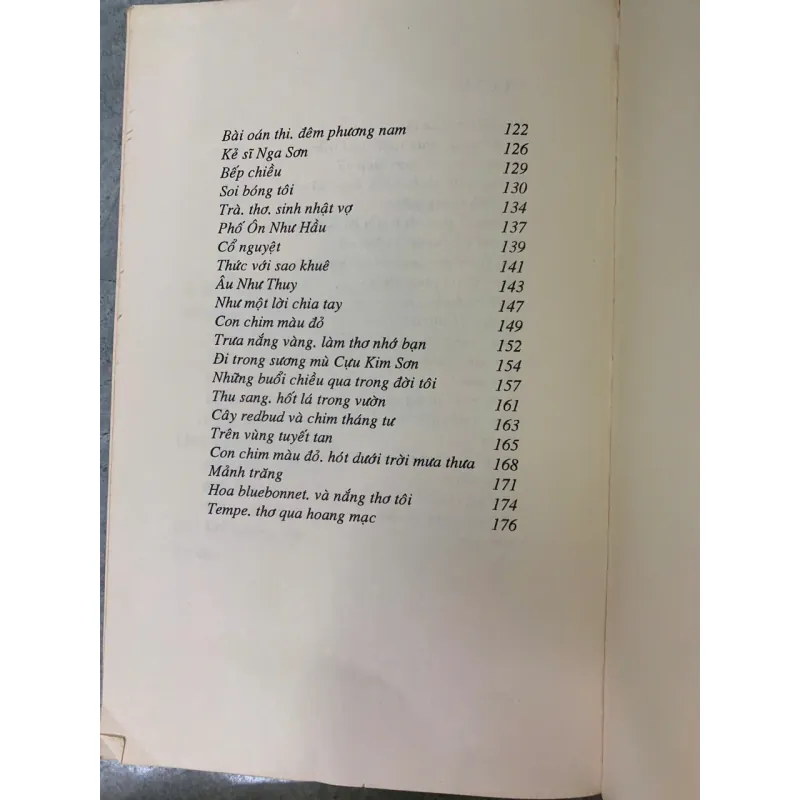 Bài oán thi. đêm phương nam 122
Kẻ sĩ Nga Sơn 126
Bếp chiều 129
Soi bóng tôi 130
Trà. thơ. sinh nhật vợ 134
Phố Ôn Như Hầu 137
Cổ nguyệt 139
Thức với sao khuê 141
Âu Như Thuy 143
Như một lời chia tay 147
Con chim màu đỏ 149
Trưa nắng vàng. làm thơ nhớ bạn 152
Đi trong sương mù Cựu Kim Sơn 154
Những buổi chiều qua trong đời tôi 157
Thu sang. hốt lá trong vườn 161
Cây redbud và chim tháng tư 163
Trên vùng tuyết tan 165
Con chim màu đỏ. hót dưới trời mưa thưa 168
Mảnh trăng 171
Hoa bluebonnet. và nắng thơ tôi 174
Tempe. thơ qua hoang mạc 176